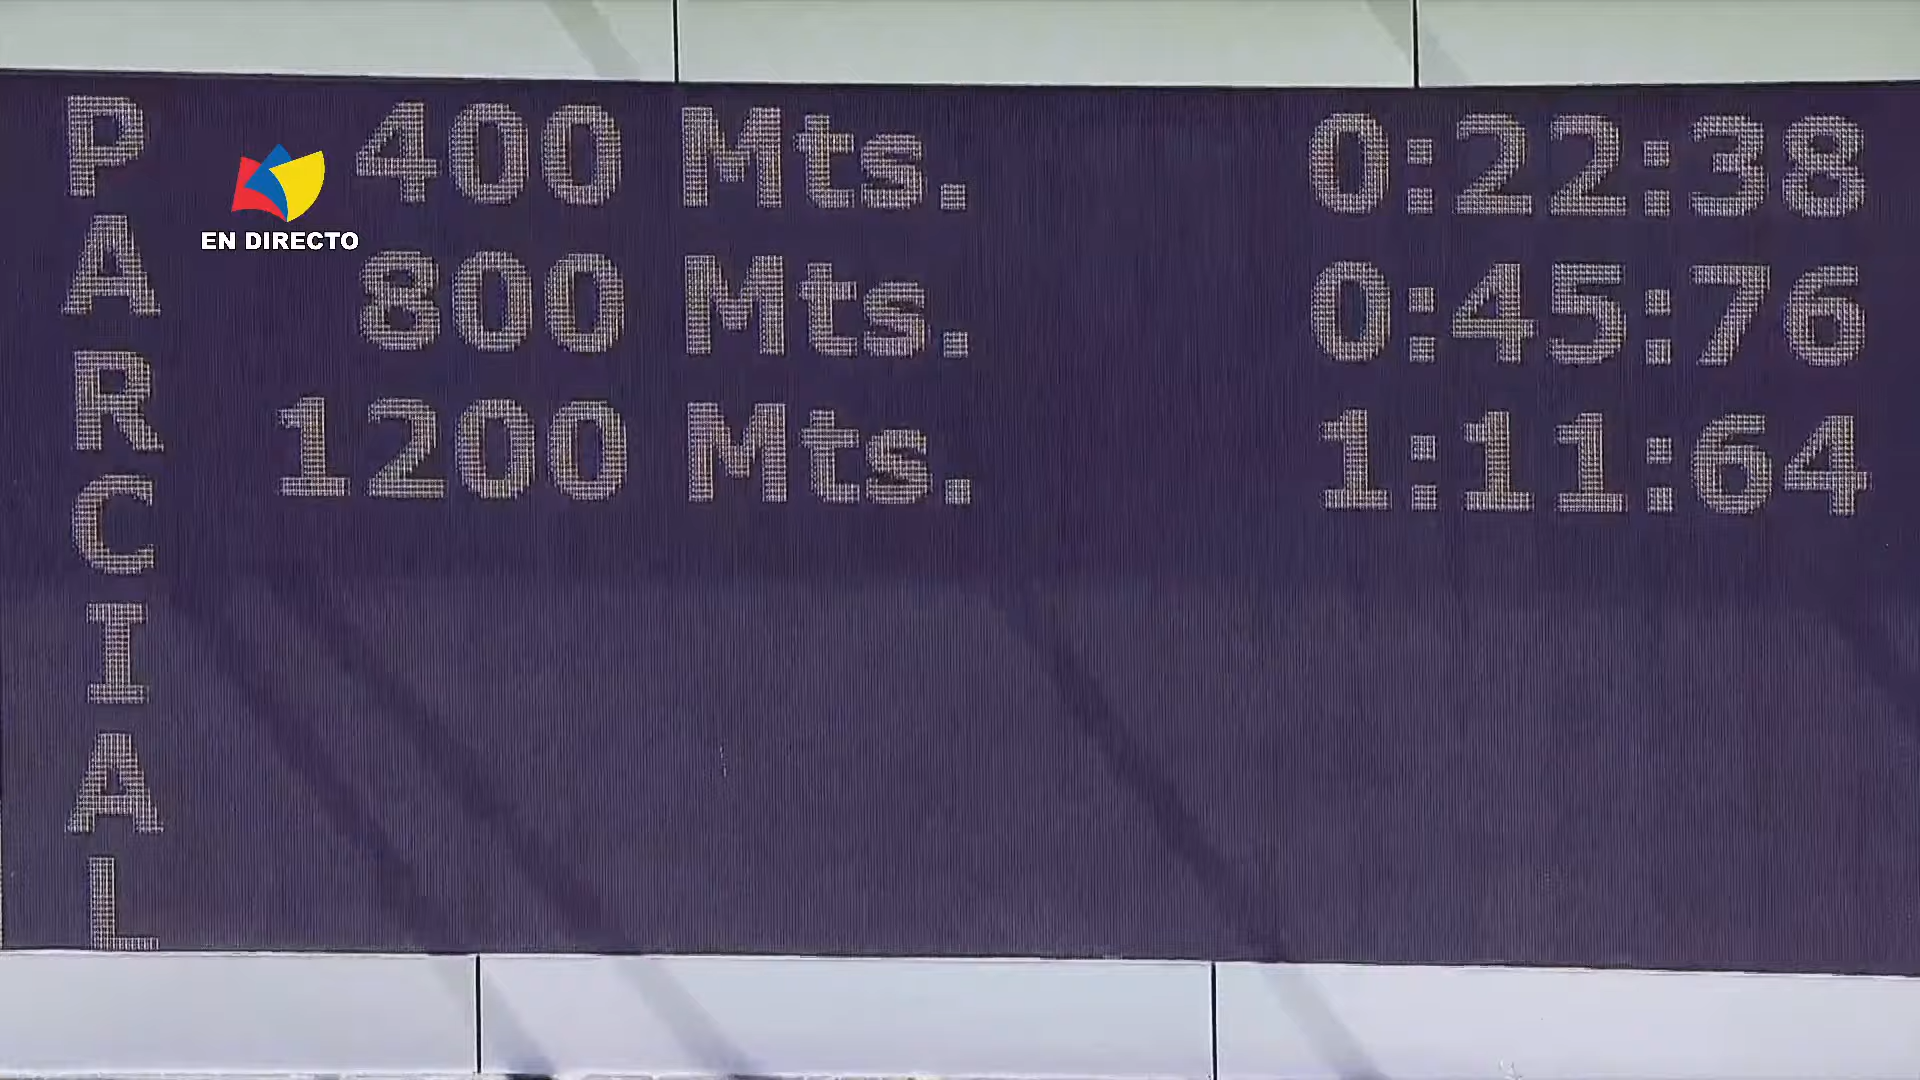 PARCIAL
EN DIRECTO
400 Mts. 0:22:38
800 Mts. 0:45:76
1200 Mts. 1:11:64